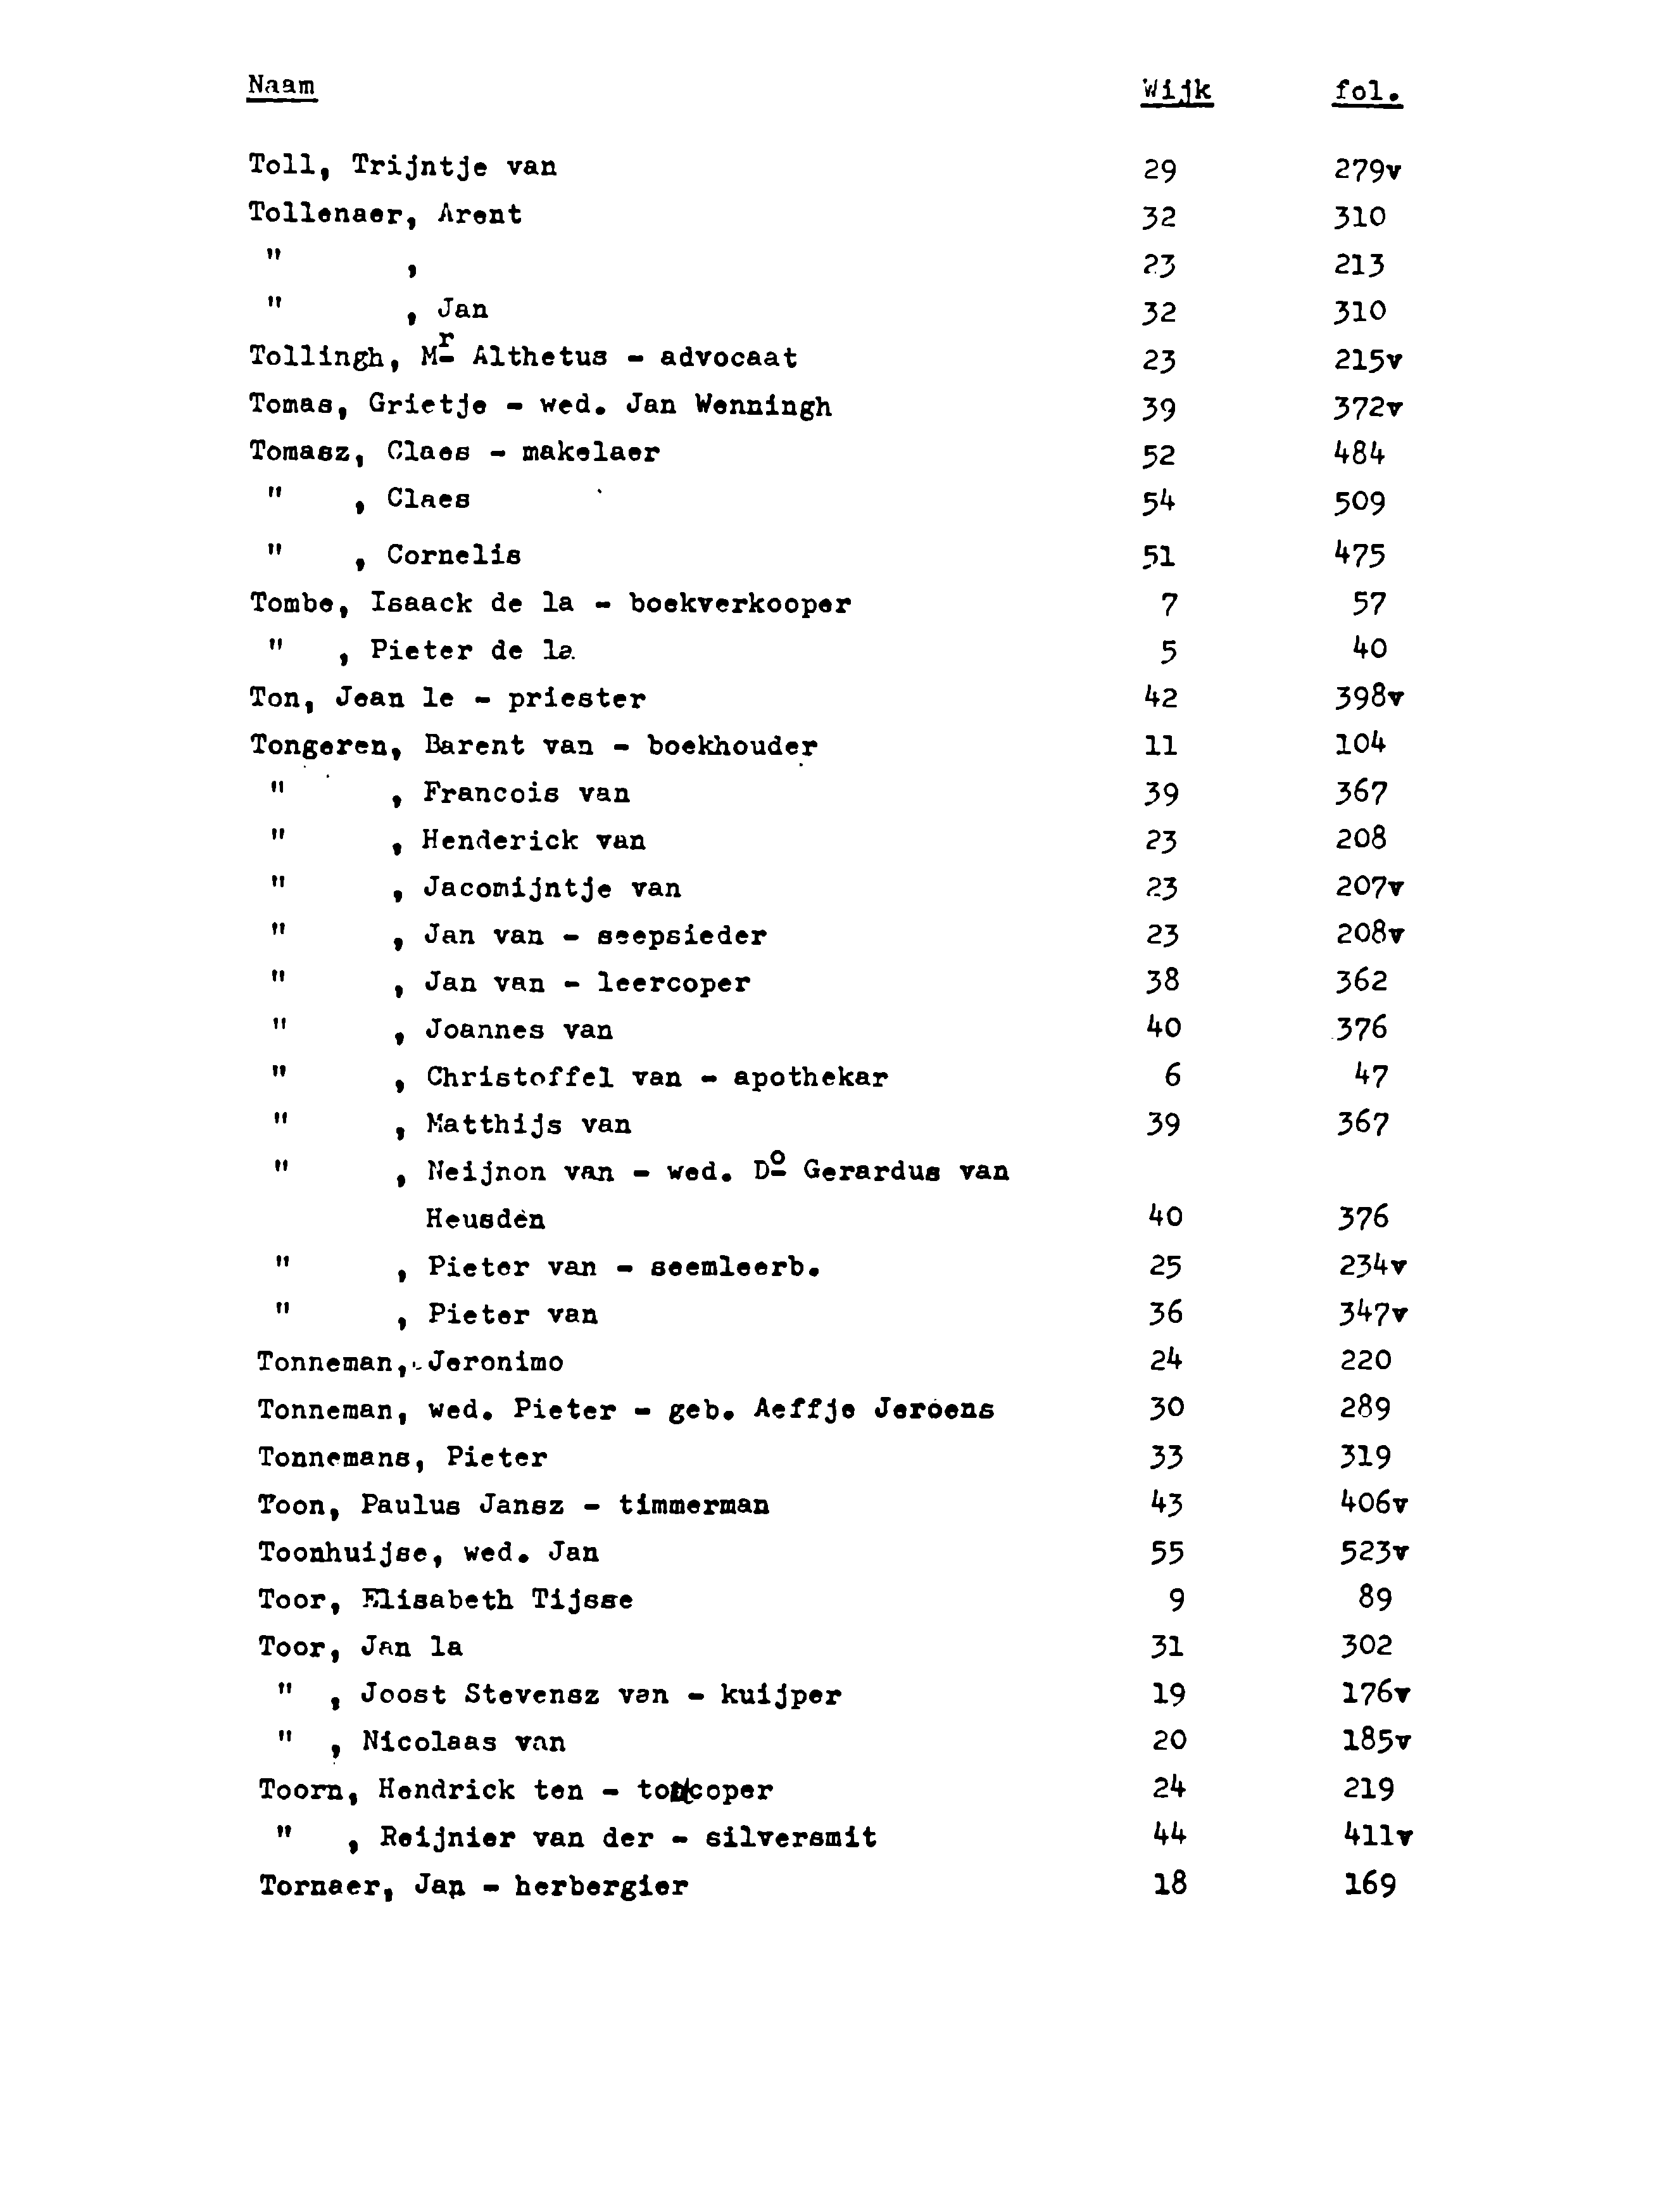 Naam Wijk fol.
Toll, Trijntje van 29 279v
Tollenaer, Arent 32 310
" , 23 213
" , Jan 32 310
Tollingh, Mr Althetus - advocaat 23 215v
Tomas, Grietje - wed. Jan Wenningh 39 372v
Tomasz, Claes - makelaer 52 484
" , Claes 54 509
" , Cornelis 51 475
Tombe, Isaack de la - boekverkooper 7 57
" , Pieter de la 5 40
Ton, Jean le - priester 42 398v
Tongeren, Barent van - boekhouder 11 104
" , Francois van 39 367
" , Henderick van 23 208
" , Jacomijntje van 23 207v
" , Jan van - seepsieder 23 208v
" , Jan van - leercoper 38 362
" , Joannes van 40 376
" , Christoffel van - apothekar 6 47
" , Matthijs van 39 367
" , Neijnon van - wed. Do Gerardus van
Heusden 40 376
" , Pieter van - seemleerb. 25 234v
" , Pieter van 36 347v
Tonneman, Jeronimo 24 220
Tonneman, wed. Pieter - geb. Aeffje Jeroens 30 289
Tonnemans, Pieter 33 319
Toon, Paulus Jansz - timmerman 43 406v
Toonhuijse, wed. Jan 55 523v
Toor, Elisabeth Tijsse 9 89
Toor, Jan la 31 302
" , Joost Stevensz van - kuijper 19 176v
" , Nicolaas van 20 185v
Toorn, Hendrick ten - 24 219
" , Reijnier van der - silversmit 44 411v
Tornaer, Jan - herbergier 18 169